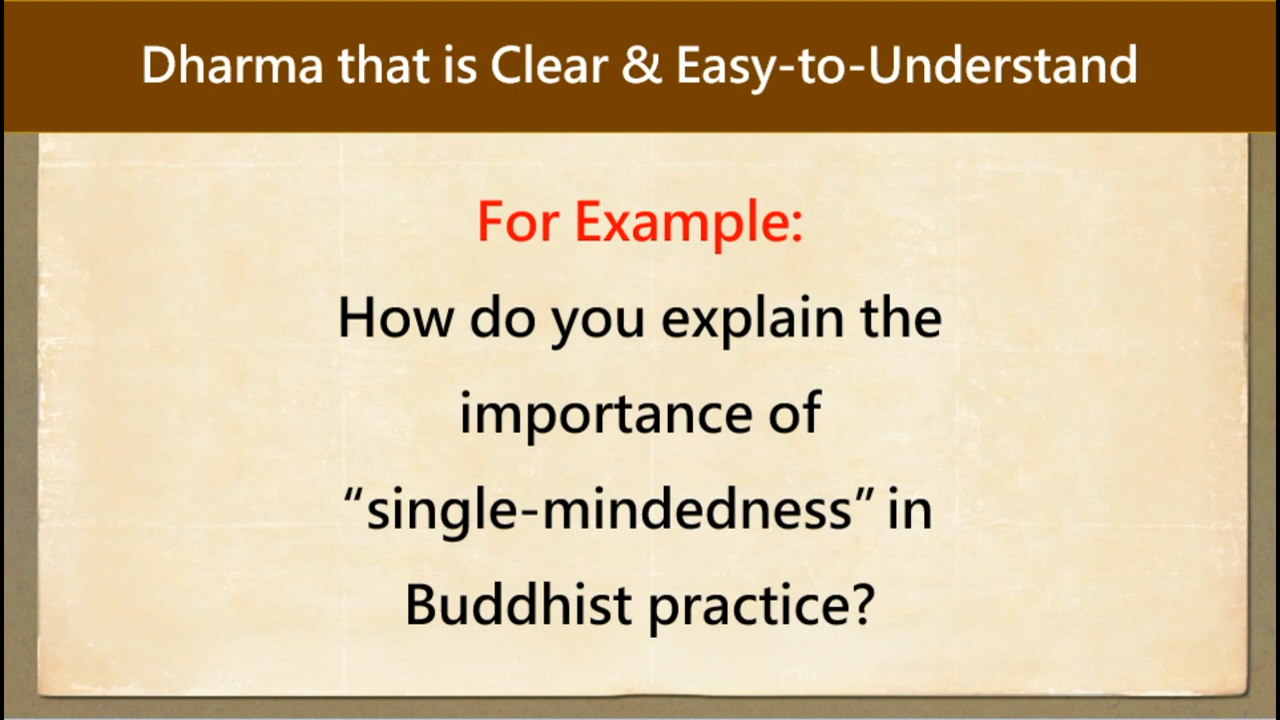 Dharma that is Clear & Easy-to-Understand
For Example:
How do you explain the
importance of
“single-mindedness” in
Buddhist practice?